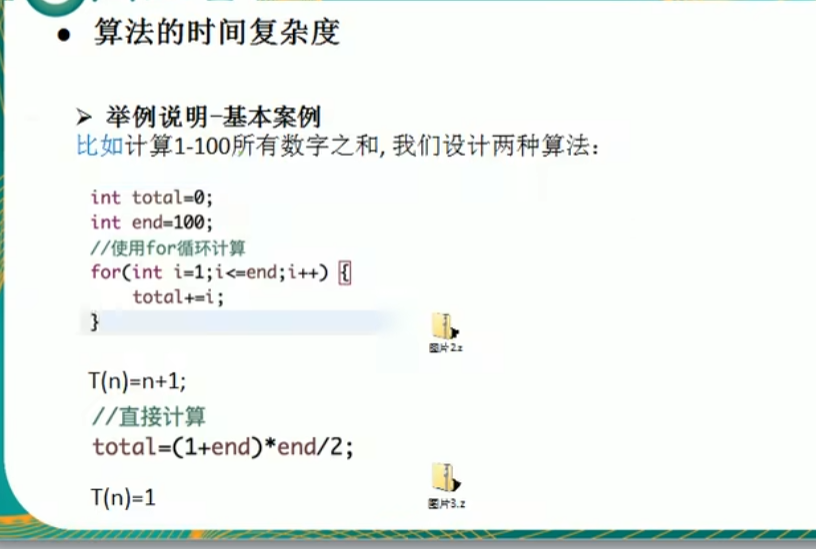 ● 算法的时间复杂度
➢ 举例说明-基本案例
比如计算1-100所有数字之和, 我们设计两种算法：
int total=0;
int end=100;
//使用for循环计算
for(int i=1;i<=end;i++) {
total+=i;
}
图片2.z
T(n)=n+1;
//直接计算
total=(1+end)*end/2;
图片3.z
T(n)=1